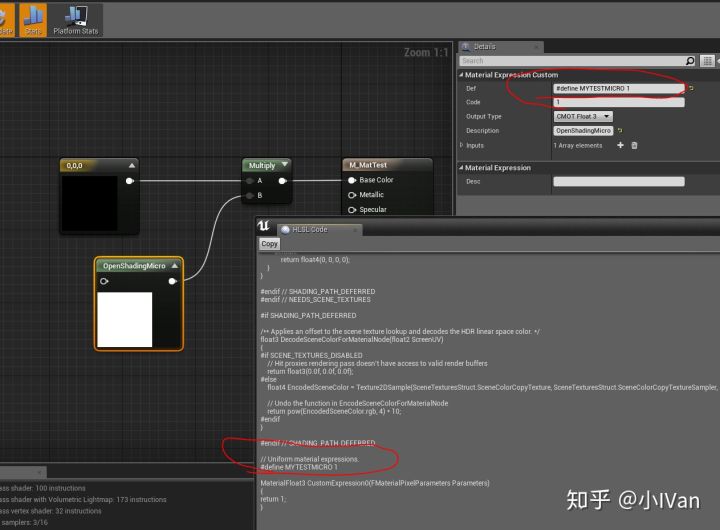 Stats
Platform Stats
Zoom 1:1
0,0,0
Multiply
A
B
M_MatTest
Base Color
Metallic
Specular
OpenShadingMicro
Details
Search
Material Expression Custom
Def
#define MYTESTMICRO 1
Code
1
Output Type
CMOT Float 3
Description
OpenShadingMicro
Inputs
1 Array elements
Material Expression
Desc
HLSL Code
Copy
return float4(0, 0, 0, 0);
}
}
#endif // SHADING_PATH_DEFERRED
#endif // NEEDS_SCENE_TEXTURES
#if SHADING_PATH_DEFERRED
/** Applies an offset to the scene texture lookup and decodes the HDR linear space color. */
float3 DecodeSceneColorForMaterialNode(float2 ScreenUV)
{
#if SCENE_TEXTURES_DISABLED
// Hit proxies rendering pass doesn't have access to valid render buffers
return float3(0.0f, 0.0f, 0.0f);
#else
float4 EncodedSceneColor = Texture2DSample(SceneTexturesStruct.SceneColorCopyTexture, SceneTexturesStruct.SceneColorCopyTextureSampler,
// Undo the function in EncodeSceneColorForMaterialNode
return pow(EncodedSceneColor.rgb, 4) * 10;
#endif
}
#endif // SHADING_PATH_DEFERRED
// Uniform material expressions.
#define MYTESTMICRO 1
MaterialFloat3 CustomExpression0(FMaterialPixelParameters Parameters)
{
return 1;
}
ass shader: 100 instructions
ass shader with Volumetric Lightmap: 173 instructions
ass vertex shader: 32 instructions
samplers: 3/16
知乎 @小IVan